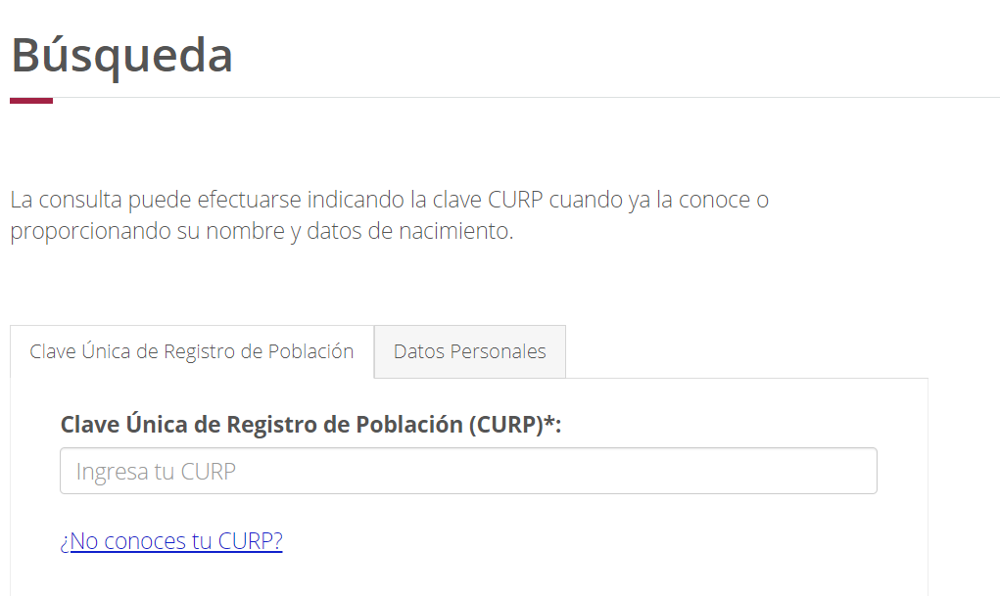 Búsqueda
La consulta puede efectuarse indicando la clave CURP cuando ya la conoce o
proporcionando su nombre y datos de nacimiento.
Clave Única de Registro de Población
Datos Personales
Clave Única de Registro de Población (CURP)*:
Ingresa tu CURP
¿No conoces tu CURP?